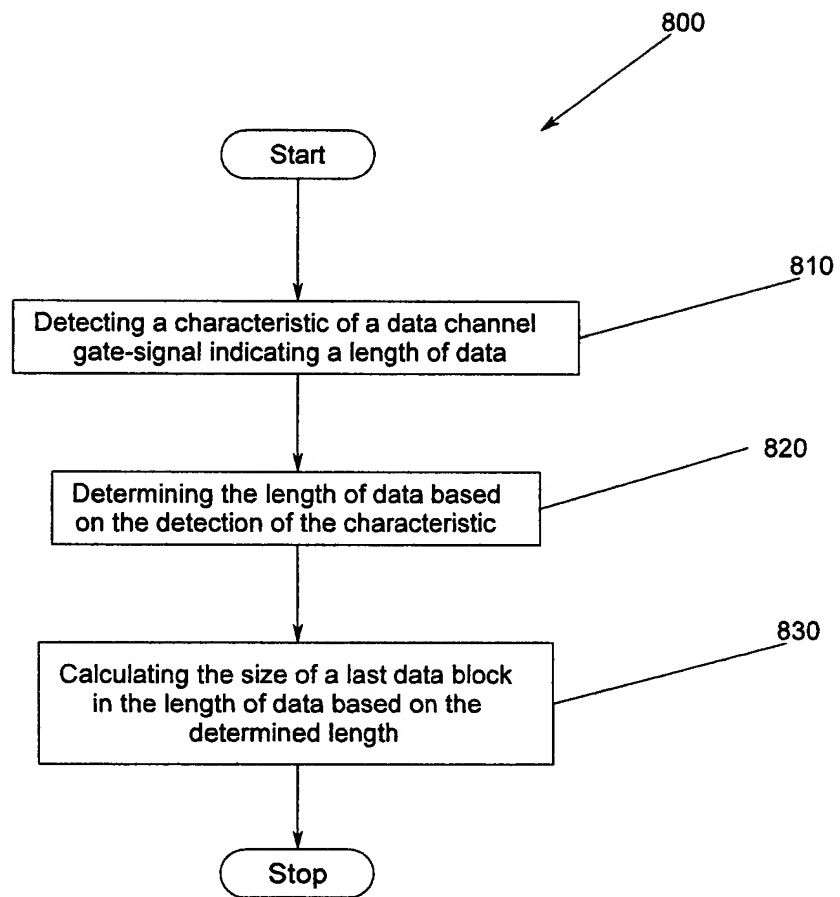 800
Start
810
Detecting a characteristic of a data channel
gate-signal indicating a length of data
820
Determining the length of data based
on the detection of the characteristic
830
Calculating the size of a last data block
in the length of data based on the
determined length
Stop